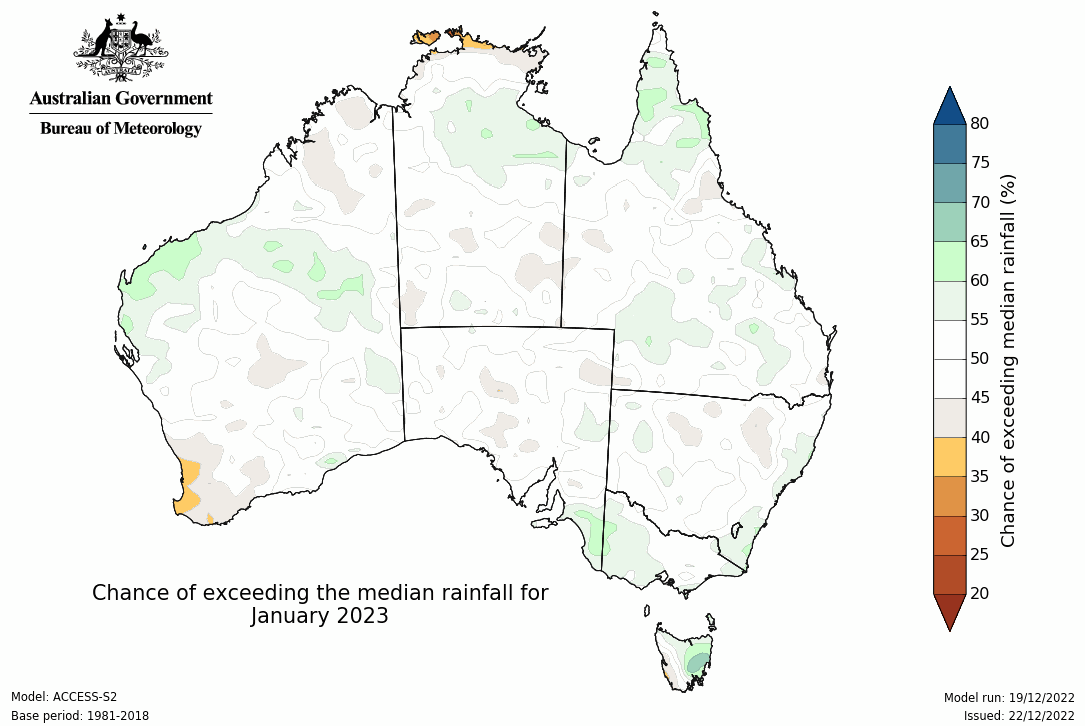 AUSTRALIA
Australian Government
Bureau of Meteorology
80
75
70
65
60
55
50
45
40
35
30
25
20
Chance of exceeding median rainfall (%)
Chance of exceeding the median rainfall for
January 2023
Model: ACCESS-S2
Base period: 1981-2018
Model run: 19/12/2022
Issued: 22/12/2022